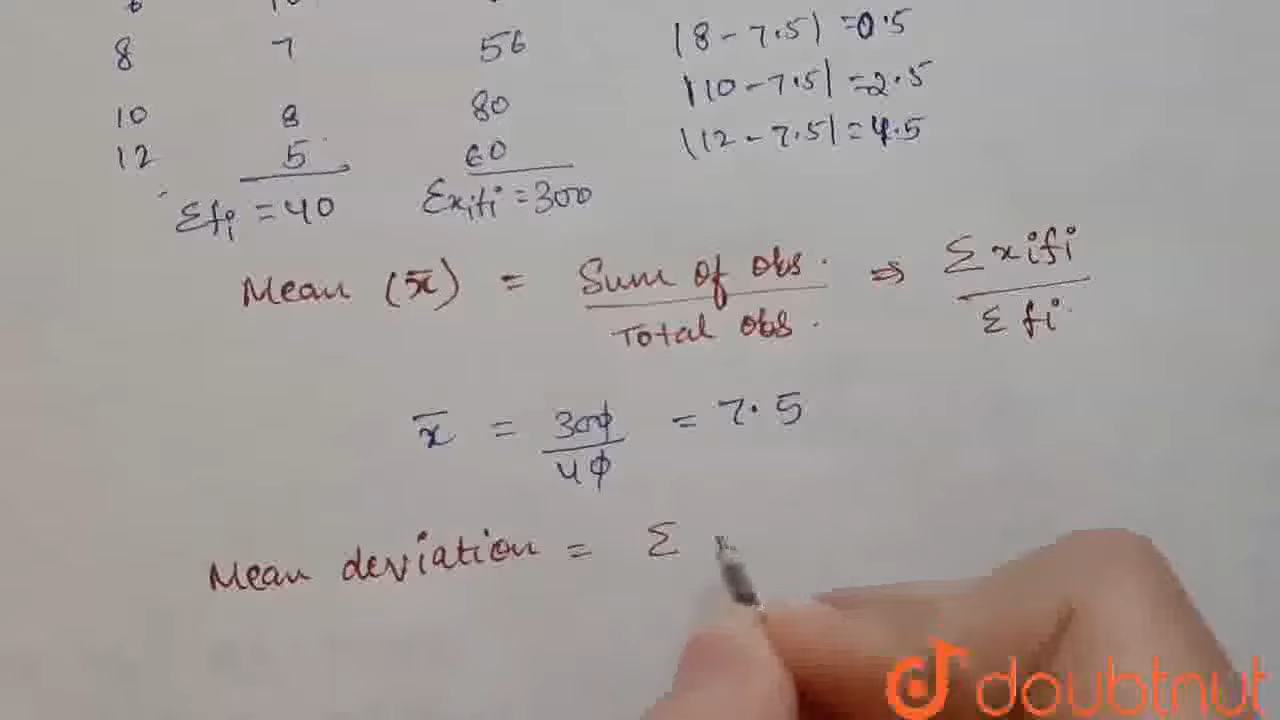 8 7 56 |8 - 7.5| = 0.5
10 8 80 |10 - 7.5| = 2.5
12 5 60 |12 - 7.5| = 4.5
Σfi = 40 Σxifi = 300
Mean (x̄) = Sum of obs. / Total obs. ⇒ Σxifi / Σfi
x̄ = 300 / 40 = 7.5
Mean deviation = Σ
doubtnut